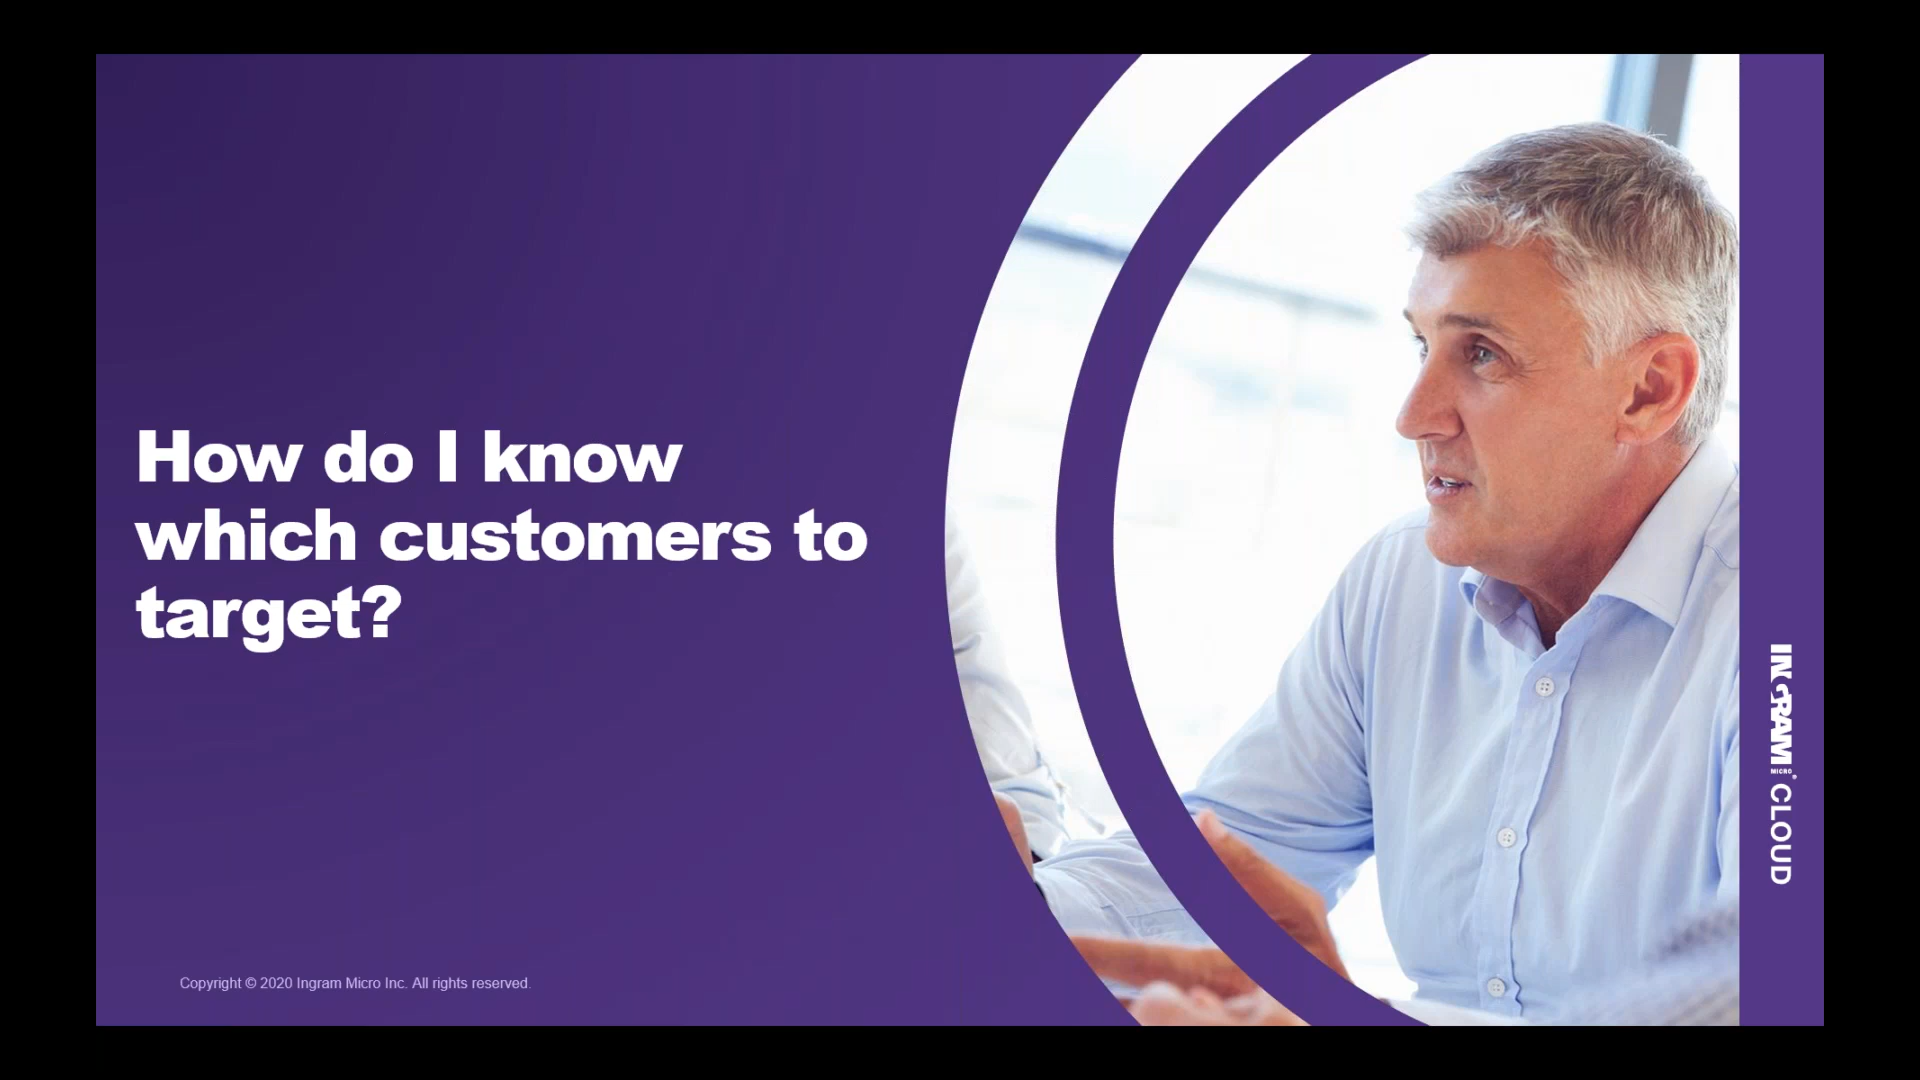 How do I know
which customers to
target?
INGRAM
MICRO
CLOUD
Copyright © 2020 Ingram Micro Inc. All rights reserved.